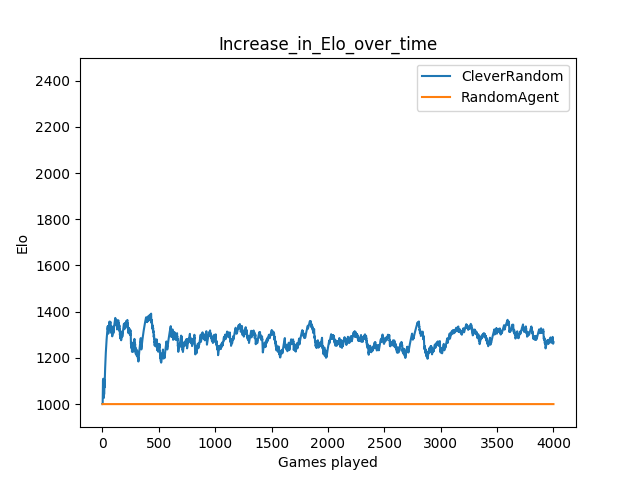 Increase_in_Elo_over_time
CleverRandom
RandomAgent
2400
2200
2000
1800
1600
1400
1200
1000
Elo
0 500 1000 1500 2000 2500 3000 3500 4000
Games played